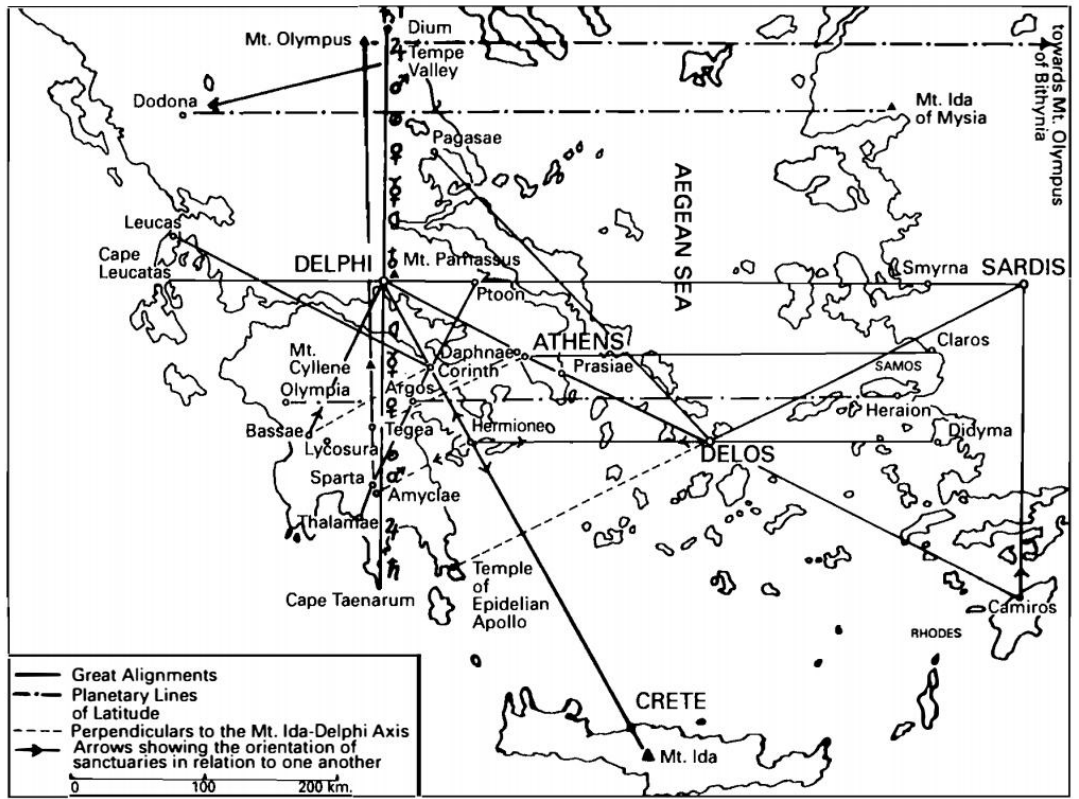 Mt. Olympus
Dium
Tempe
Valley
towards Mt. Olympus
of Bithynia
Dodona
Mt. Ida
of Mysia
Pagasae
AEGEAN SEA
Leucas
Cape
Leucatas
DELPHI
Mt. Parnassus
Ptoon
Smyrna
SARDIS
ATHENS
Claros
Mt.
Cyllene
Daphnae
Corinth
Prasiae
SAMOS
Olympia
Argos
Heraion
Bassae
Tegea
Hermione
Didyma
Lycosura
DELOS
Sparta
Amyclae
Thalamae
Temple
of
Epidelian
Apollo
Cape Taenarum
Camiros
RHODES
CRETE
Mt. Ida
Great Alignments
Planetary Lines
of Latitude
Perpendiculars to the Mt. Ida-Delphi Axis
Arrows showing the orientation of
sanctuaries in relation to one another
0 100 200 km.